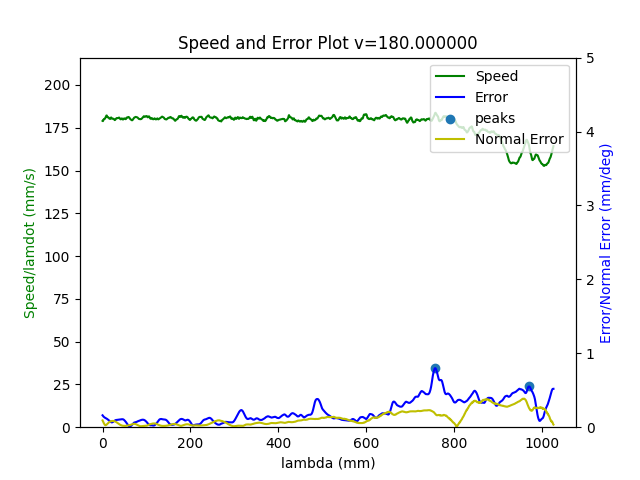 Speed and Error Plot v=180.000000
Speed
Error
peaks
Normal Error
Speed/lamdot (mm/s)
200
175
150
125
100
75
50
25
0
5
4
3
2
1
0
Error/Normal Error (mm/deg)
0 200 400 600 800 1000
lambda (mm)